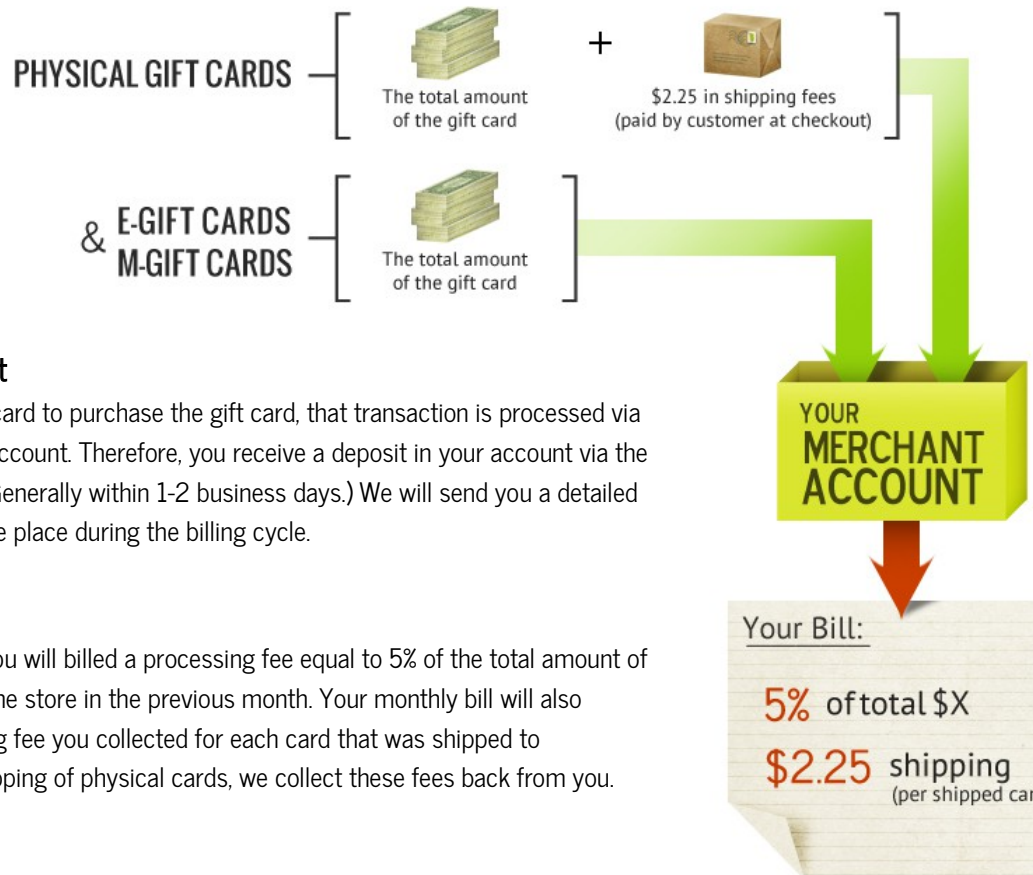 PHYSICAL GIFT CARDS
The total amount
of the gift card
+
$2.25 in shipping fees
(paid by customer at checkout)
& E-GIFT CARDS
M-GIFT CARDS
The total amount
of the gift card
t
card to purchase the gift card, that transaction is processed via
ccount. Therefore, you receive a deposit in your account via the
Generally within 1-2 business days.) We will send you a detailed
e place during the billing cycle.
YOUR
MERCHANT
ACCOUNT
ou will billed a processing fee equal to 5% of the total amount of
ne store in the previous month. Your monthly bill will also
g fee you collected for each card that was shipped to
pping of physical cards, we collect these fees back from you.
Your Bill:
5% of total $X
$2.25 shipping
(per shipped car